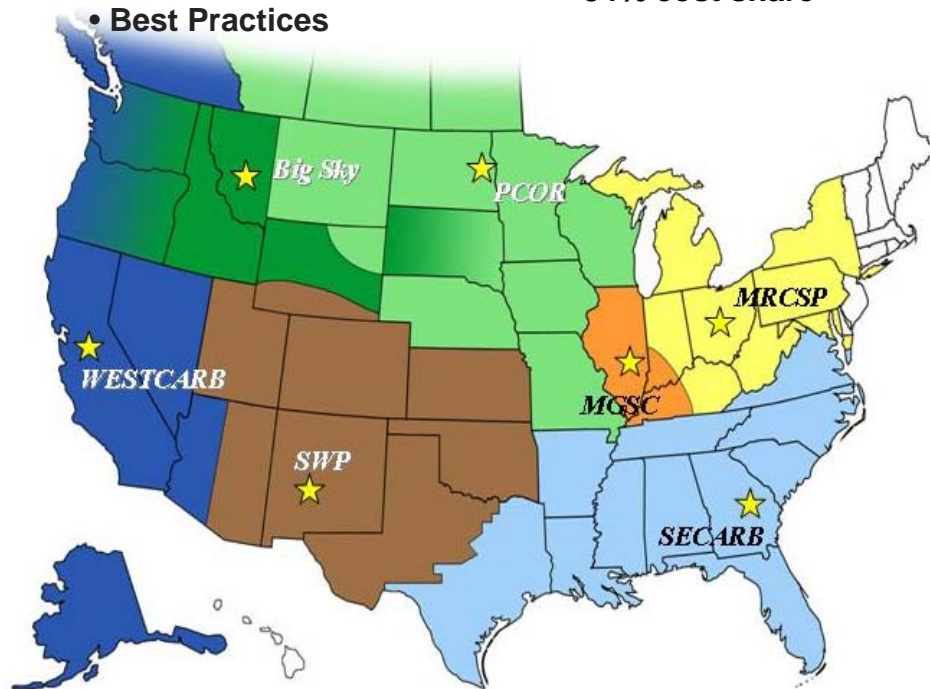 • Best Practices
Big Sky
PCOR
MRCSP
WESTCARB
MGSC
SWP
SECARB